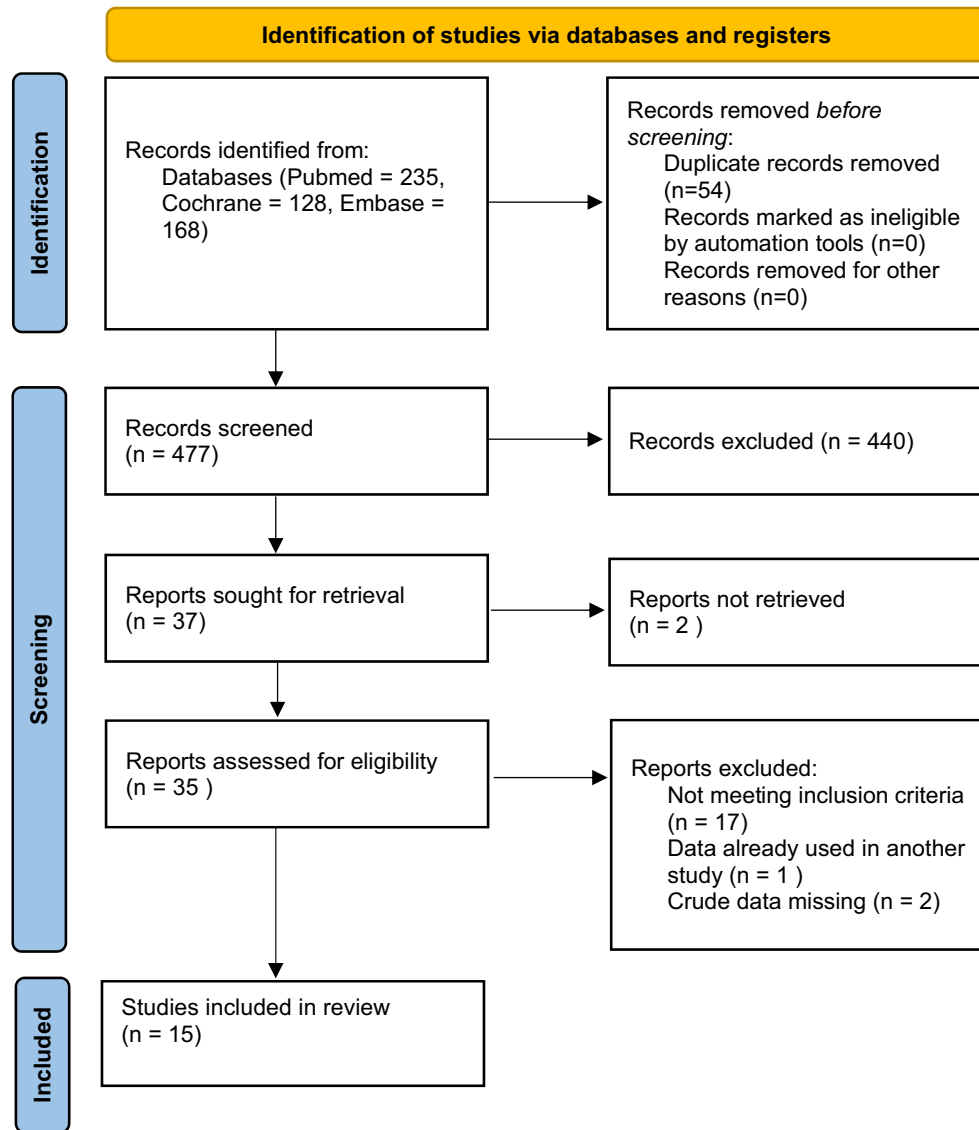 Identification of studies via databases and registers
Identification
Records identified from:
Databases (Pubmed = 235,
Cochrane = 128, Embase =
168)
Records removed before
screening:
Duplicate records removed
(n=54)
Records marked as ineligible
by automation tools (n=0)
Records removed for other
reasons (n=0)
Screening
Records screened
(n = 477)
Records excluded (n = 440)
Reports sought for retrieval
(n = 37)
Reports not retrieved
(n = 2 )
Reports assessed for eligibility
(n = 35 )
Reports excluded:
Not meeting inclusion criteria
(n = 17)
Data already used in another
study (n = 1 )
Crude data missing (n = 2)
Included
Studies included in review
(n = 15)